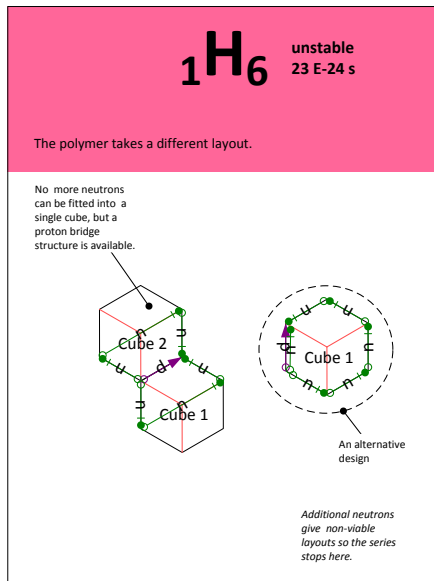 1H6
unstable
23 E-24 s
The polymer takes a different layout.
No more neutrons
can be fitted into a
single cube, but a
proton bridge
structure is available.
n
n
Cube 2
n
p
n
n
n
Cube 1
n
n
p
n
n
Cube 1
n
n
An alternative
design
Additional neutrons
give non-viable
layouts so the series
stops here.